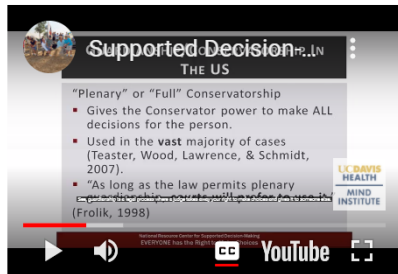 Supported Decision-...
THE US
"Plenary" or "Full" Conservatorship
Gives the Conservator power to make ALL
decisions for the person.
Used in the vast majority of cases
(Teaster, Wood, Lawrence, & Schmidt,
2007).
"As long as the law permits plenary
(Frolik, 1998)
UCDAVIS
HEALTH
MIND
INSTITUTE
National Resource Center for Supported Decision-Making
EVERYONE has the Right to Choices.
CC
YouTube